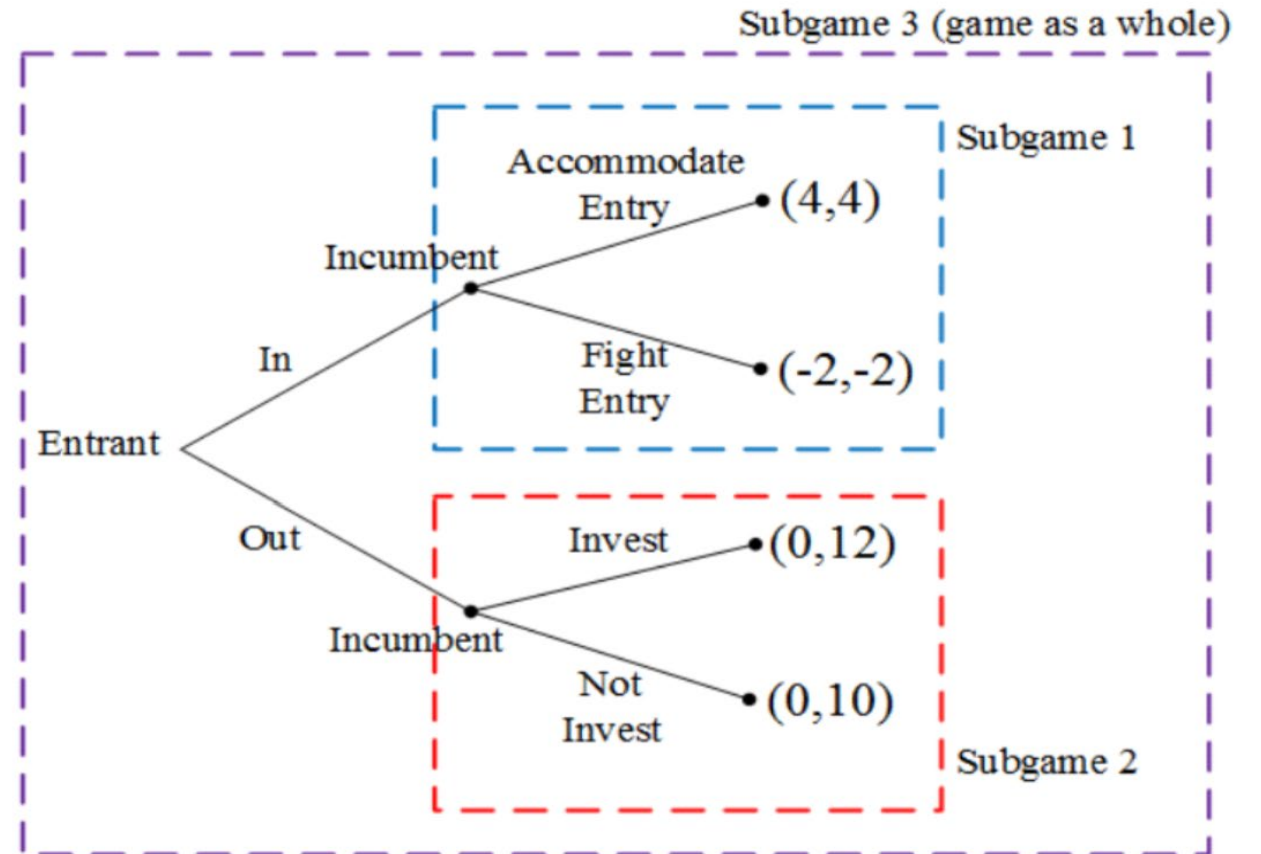 Subgame 3 (game as a whole)
Subgame 1
Accommodate
Entry
(4,4)
Incumbent
Fight
Entry
(-2,-2)
In
Entrant
Out
Invest
(0,12)
Incumbent
Not
Invest
(0,10)
Subgame 2